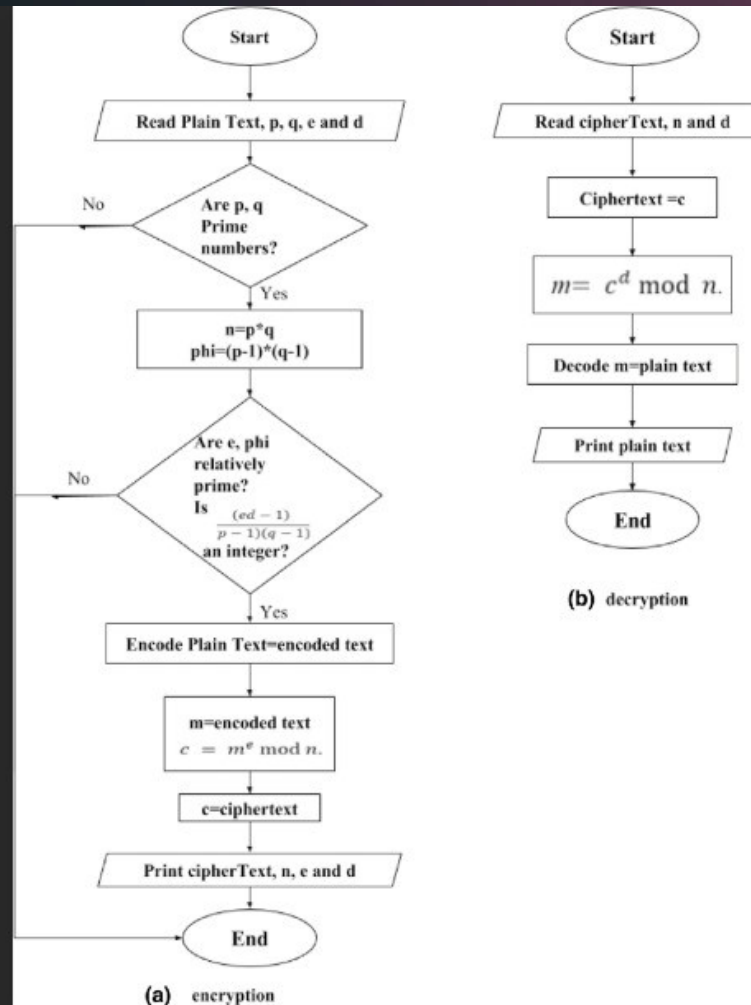 Start
Read Plain Text, p, q, e and d
No
Are p, q
Prime
numbers?
Yes
n=p*q
phi=(p-1)*(q-1)
No
Are e, phi
relatively
prime?
Is
(ed − 1)
p − 1)(q − 1)
an integer?
Yes
Encode Plain Text=encoded text
m=encoded text
c = m^e mod n.
c=ciphertext
Print cipherText, n, e and d
End
(a) encryption
Start
Read cipherText, n and d
Ciphertext =c
m= c^d mod n.
Decode m=plain text
Print plain text
End
(b) decryption